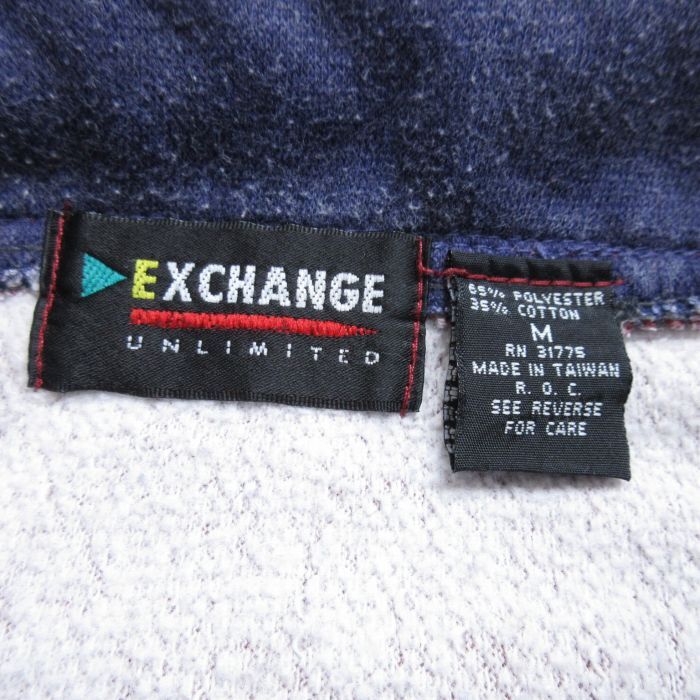 EXCHANGE
UNLIMITED
65% POLYESTER
35% COTTON
M
RN 31775
MADE IN TAIWAN
R. O. C.
SEE REVERSE
FOR CARE